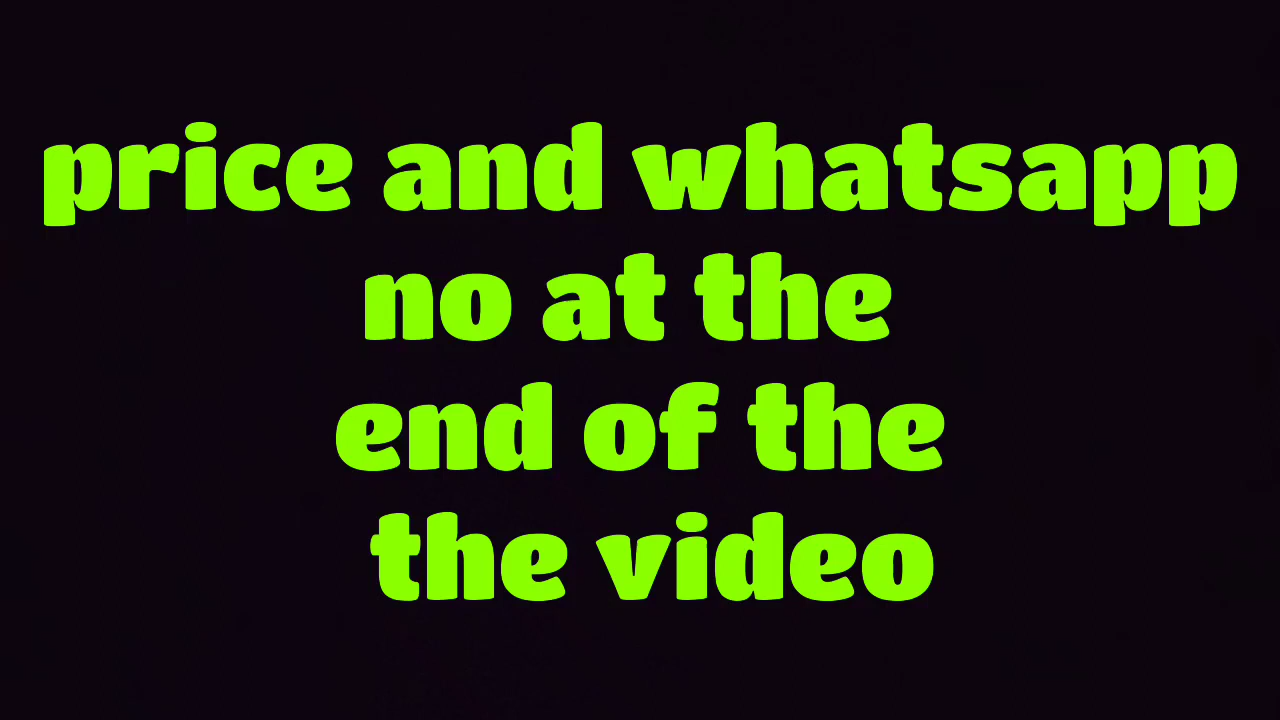 price and whatsapp
no at the
end of the
the video